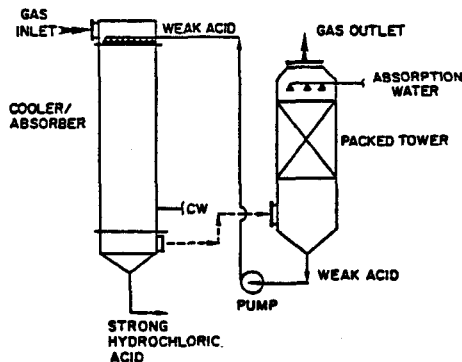 GAS
INLET
WEAK ACID
GAS OUTLET
ABSORPTION
WATER
COOLER/
ABSORBER
PACKED TOWER
CW
WEAK ACID
PUMP
STRONG
HYDROCHLORIC
ACID